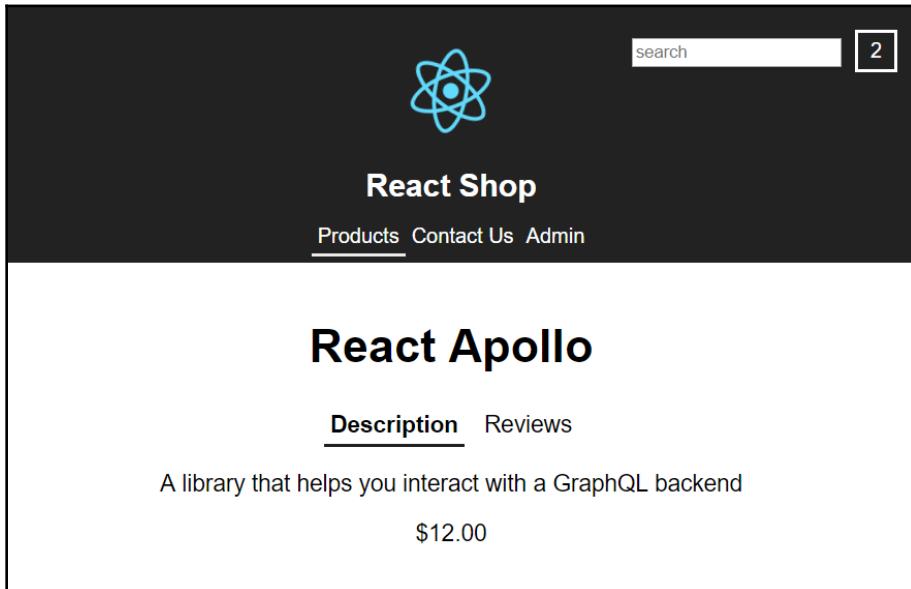 search 2
React Shop
Products Contact Us Admin
React Apollo
Description Reviews
A library that helps you interact with a GraphQL backend
$12.00